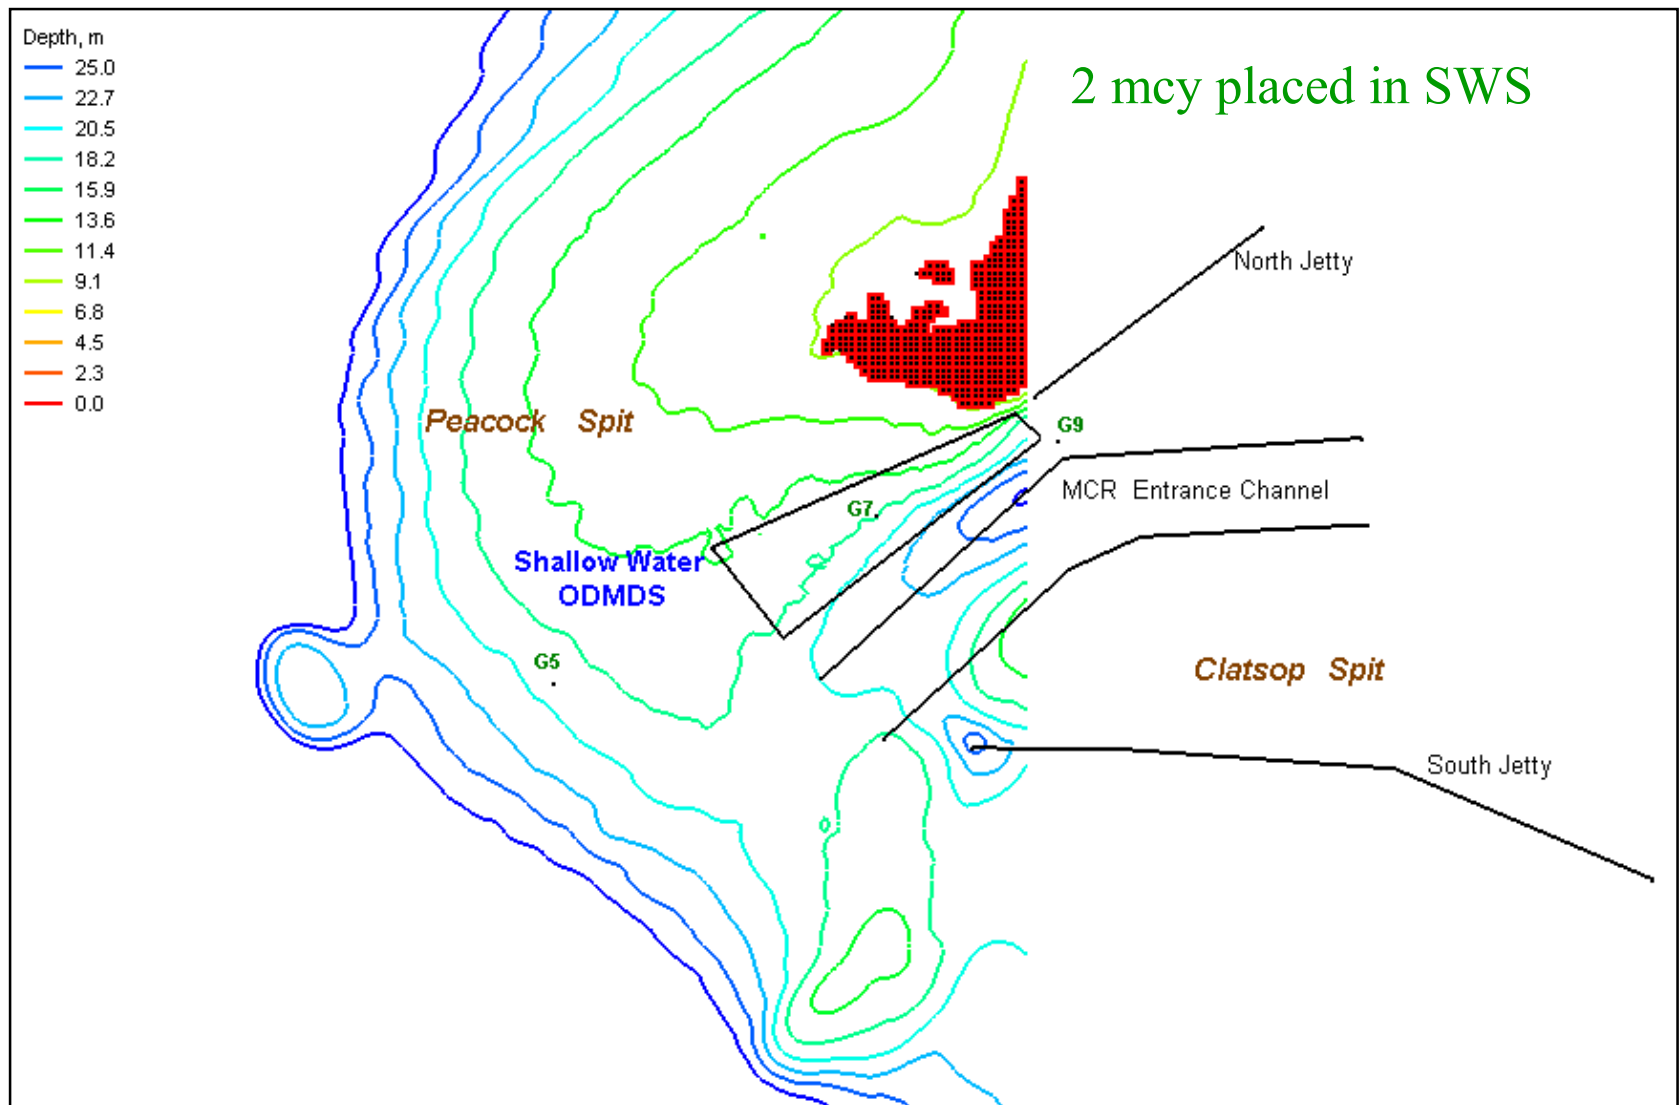 2 mcy placed in SWS
Depth, m
25.0
22.7
20.5
18.2
15.9
13.6
11.4
9.1
6.8
4.5
2.3
0.0
North Jetty
Peacock Spit
G9
MCR Entrance Channel
G7
Shallow Water
ODMDS
G5
Clatsop Spit
South Jetty